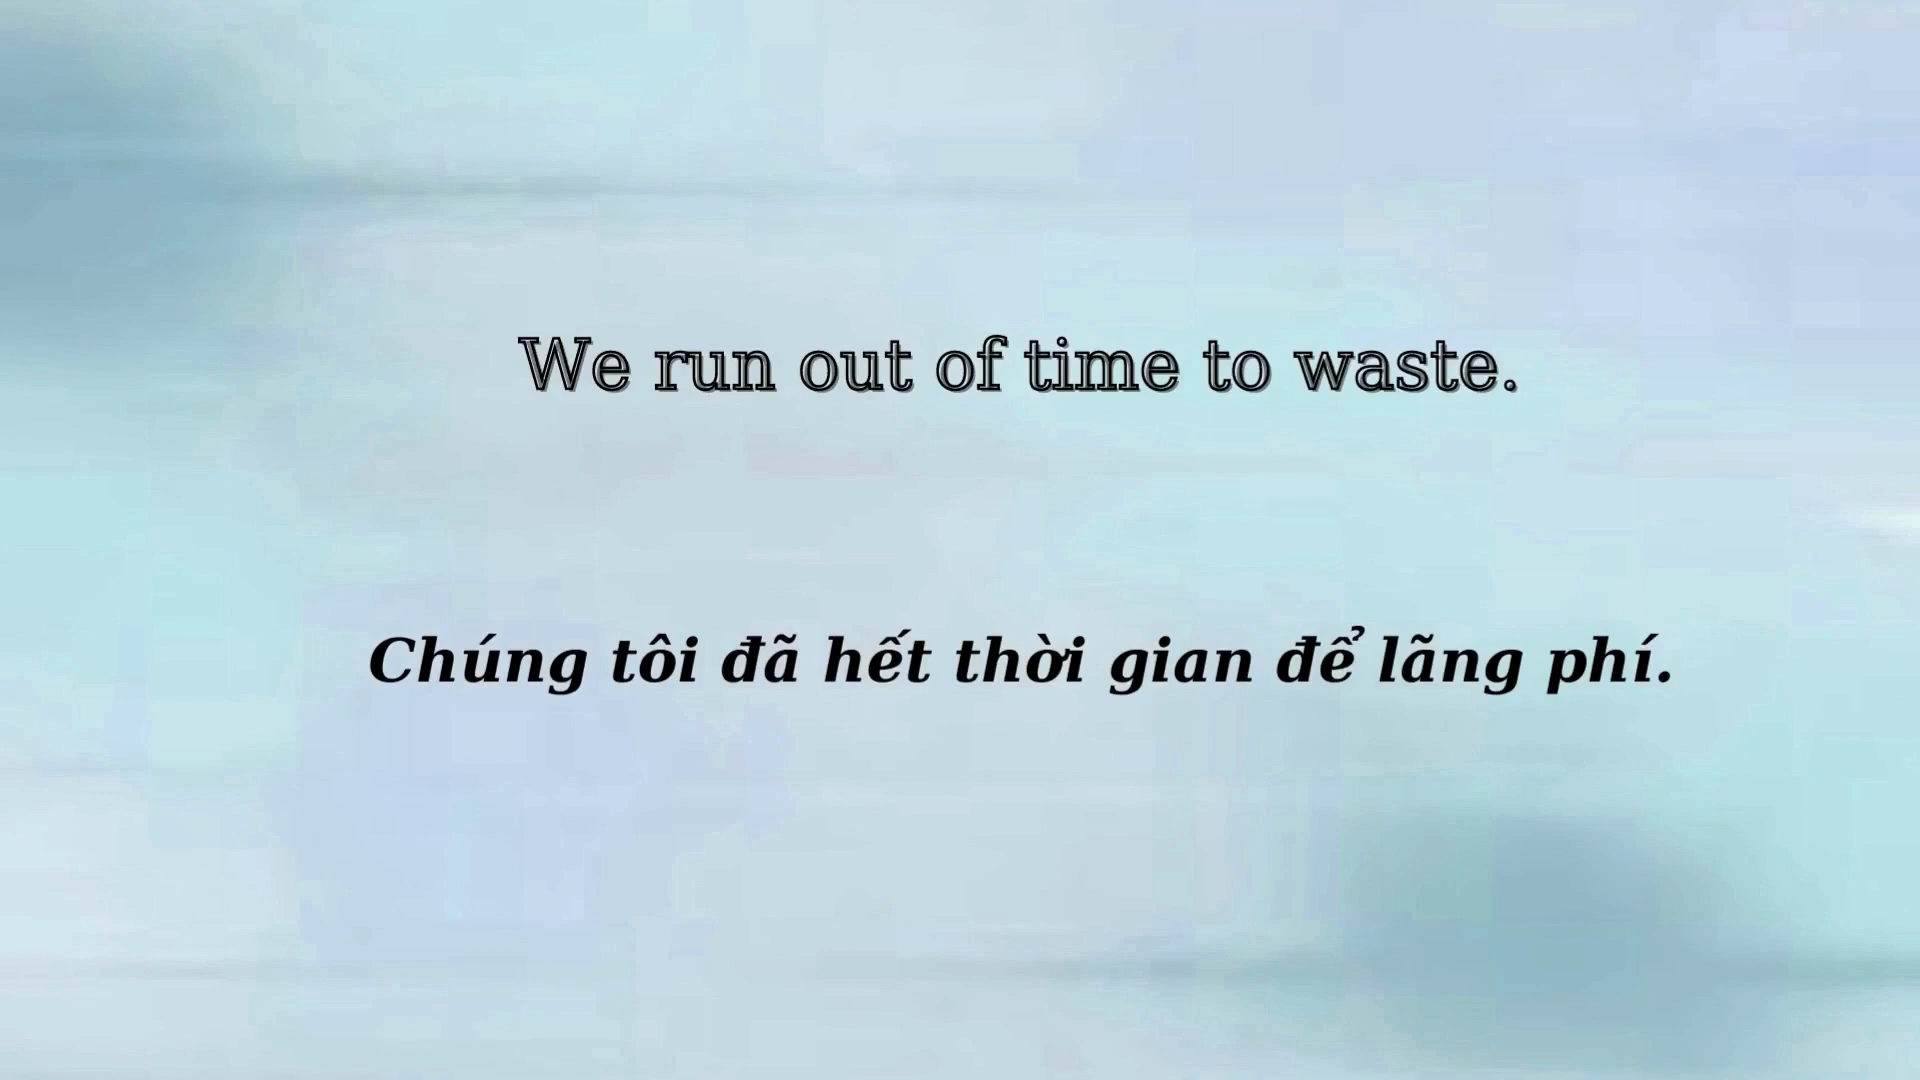 We run out of time to waste.
Chúng tôi đã hết thời gian để lãng phí.